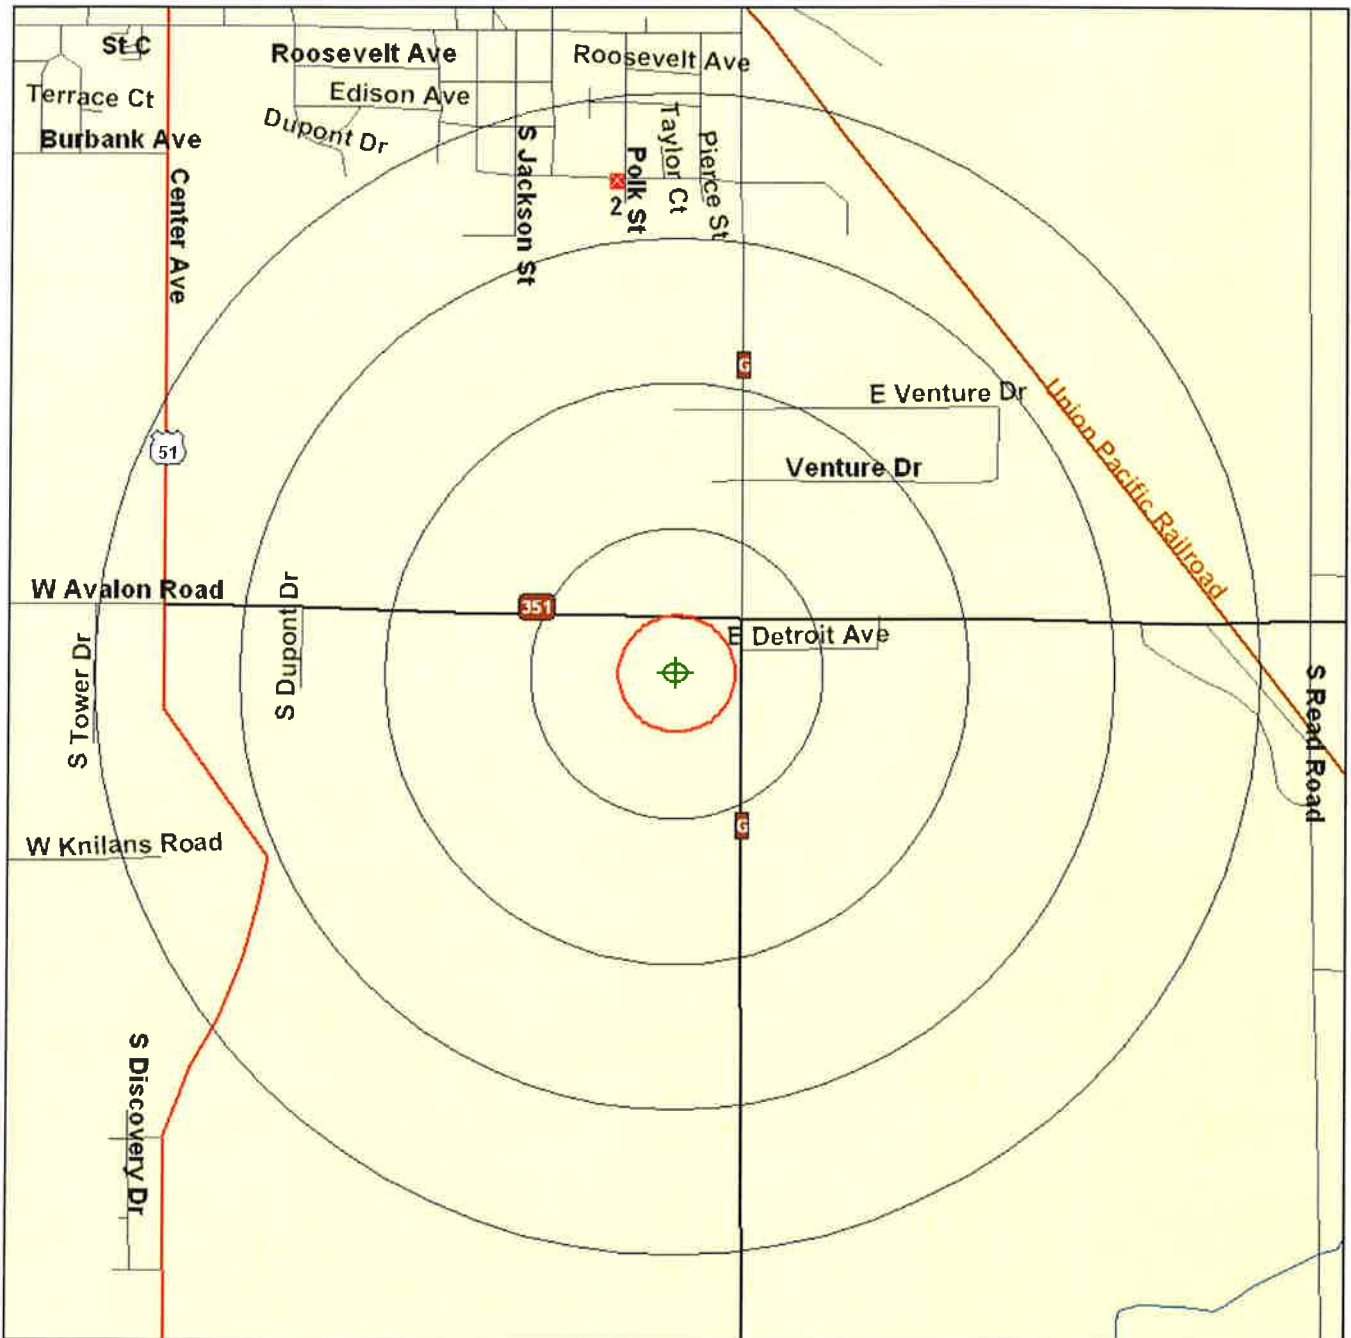 St C
Roosevelt Ave
Roosevelt Ave
Terrace Ct
Edison Ave
Dupont Dr
Burbank Ave
Center Ave
S Jackson St
Polk St
Taylor Ct
Pierce St
2
G
E Venture Dr
Union Pacific Railroad
51
Venture Dr
W Avalon Road
S Dupont Dr
351
E Detroit Ave
S Tower Dr
S Read Road
W Knilans Road
G
S Discovery Dr